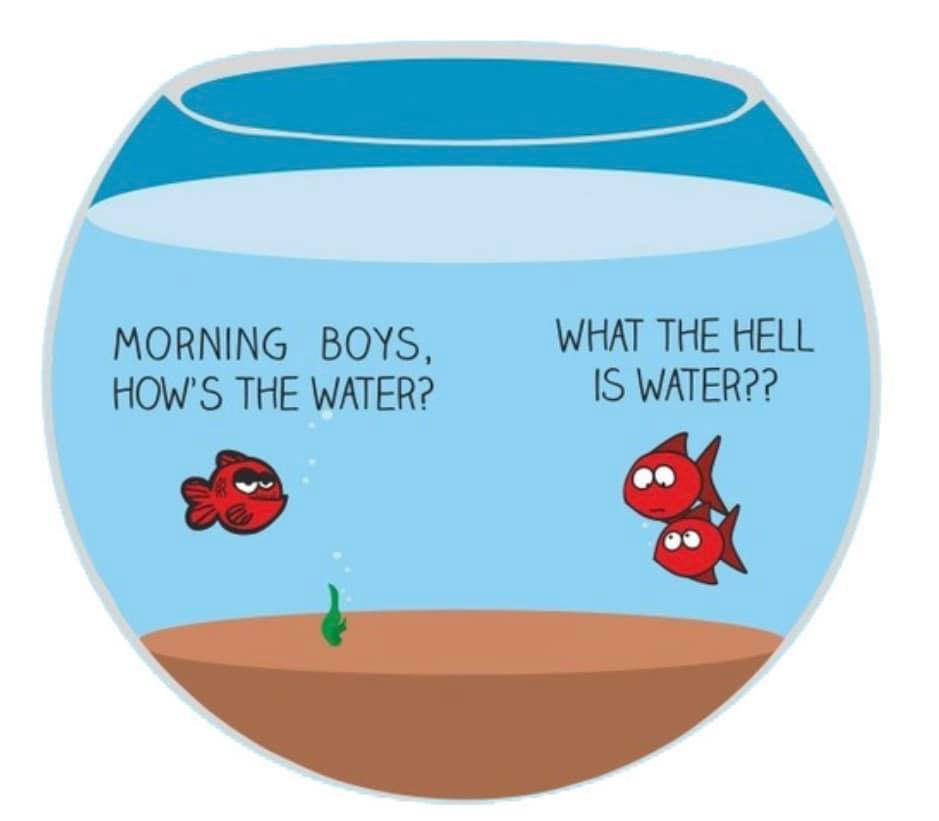 MORNING BOYS,
HOW'S THE WATER?
WHAT THE HELL
IS WATER??